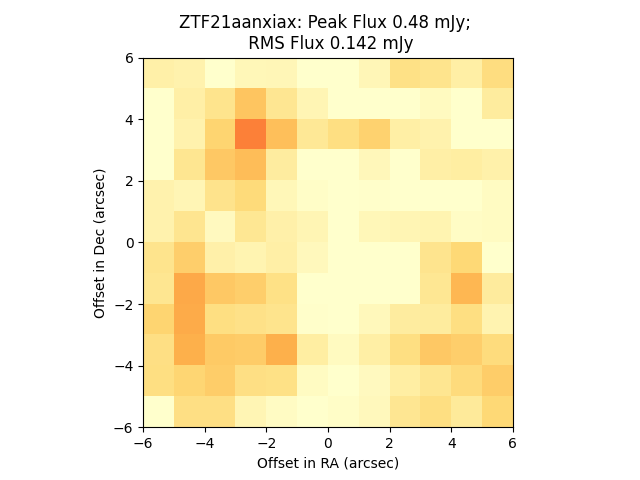 ZTF21aanxiax: Peak Flux 0.48 mJy;
RMS Flux 0.142 mJy
6
4
2
0
−2
−4
−6
Offset in Dec (arcsec)
−6 −4 −2 0 2 4 6
Offset in RA (arcsec)